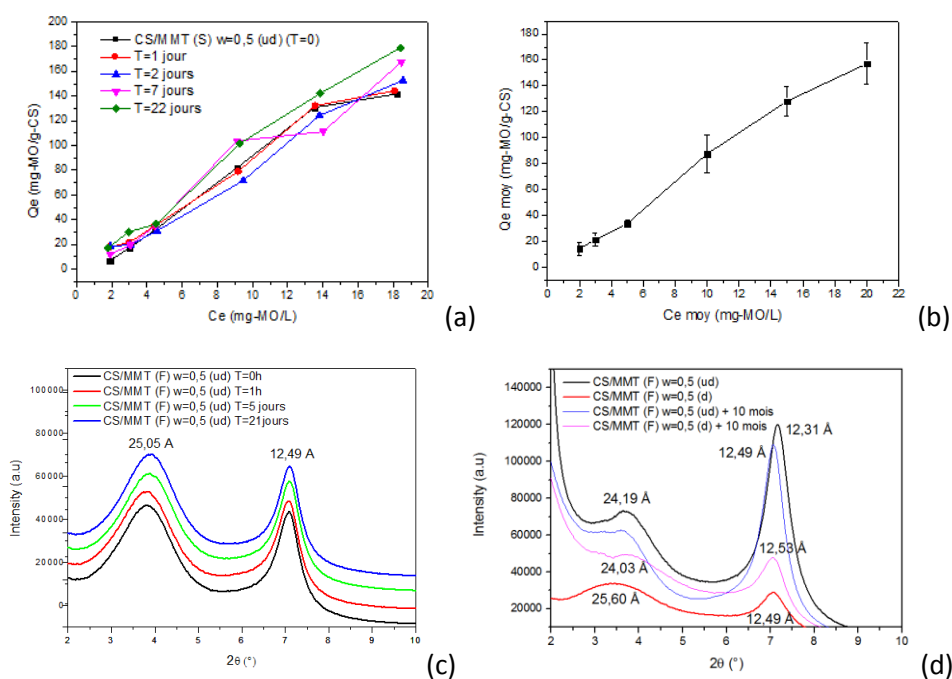 200
180
160
140
120
100
80
60
40
20
0
Qe (mg-MO/g-CS)
CS/MMT (S) w=0,5 (ud) (T=0)
T=1 jour
T=2 jours
T=7 jours
T=22 jours
0 2 4 6 8 10 12 14 16 18 20
Ce (mg-MO/L)
(a)
180
160
140
120
100
80
60
40
20
0
Qe moy (mg-MO/g-CS)
0 2 4 6 8 10 12 14 16 18 20 22
Ce moy (mg-MO/L)
(b)
100000
80000
60000
40000
20000
0
Intensity (a.u)
CS/MMT (F) w=0,5 (ud) T=0h
CS/MMT (F) w=0,5 (ud) T=1h
CS/MMT (F) w=0,5 (ud) T=5 jours
CS/MMT (F) w=0,5 (ud) T=21jours
25,05 A
12,49 A
2 3 4 5 6 7 8 9 10
2θ (°)
(c)
140000
120000
100000
80000
60000
40000
20000
Intensity (a.u)
CS/MMT (F) w=0,5 (ud)
CS/MMT (F) w=0,5 (d)
CS/MMT (F) w=0,5 (ud) + 10 mois
CS/MMT (F) w=0,5 (d) + 10 mois
12,31 Å
12,49 Å
24,19 Å
12,53 Å
24,03 Å
25,60 Å
12,49 Å
2 3 4 5 6 7 8 9 10
2θ (°)
(d)